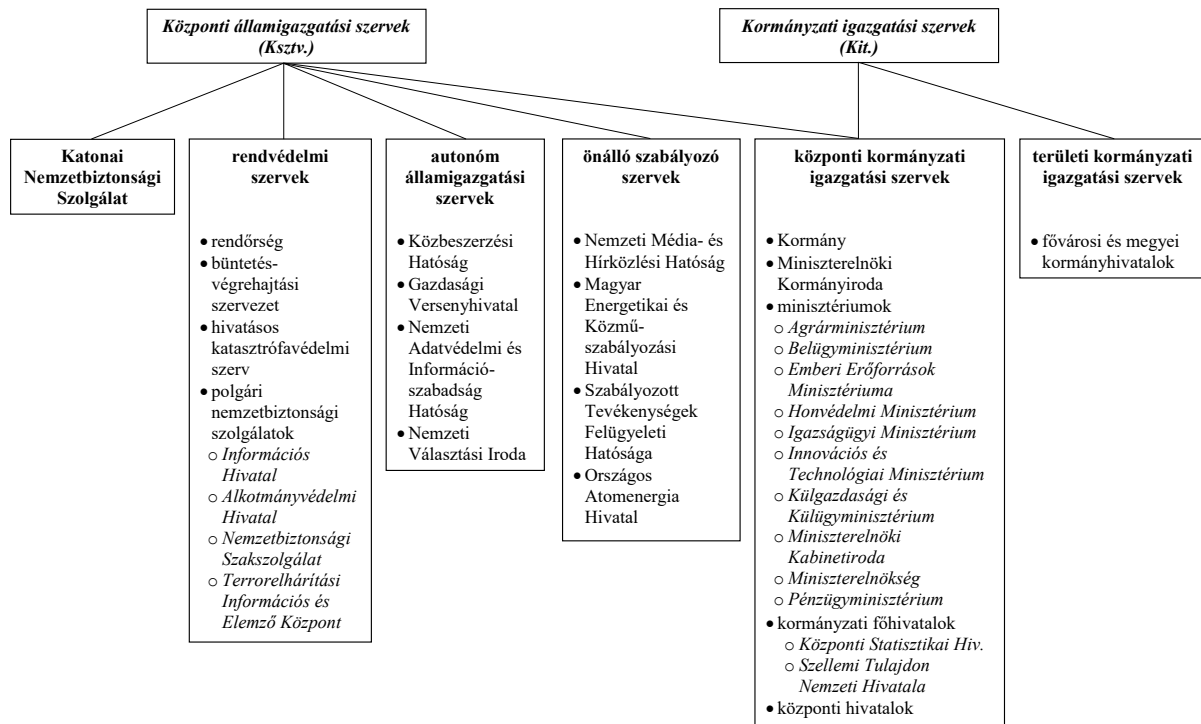 Központi államigazgatási szervek
(Ksztv.)
Kormányzati igazgatási szervek
(Kit.)
Katonai
Nemzetbiztonsági
Szolgálat
rendvédelmi
szervek
• rendőrség
• büntetés-
végrehajtási
szervezet
• hivatásos
katasztrófavédelmi
szerv
• polgári
nemzetbiztonsági
szolgálatok
o Információs
Hivatal
o Alkotmányvédelmi
Hivatal
o Nemzetbiztonsági
Szakszolgálat
o Terrorelhárítási
Információs és
Elemző Központ
autonóm
államigazgatási
szervek
• Közbeszerzési
Hatóság
• Gazdasági
Versenyhivatal
• Nemzeti
Adatvédelmi és
Információ-
szabadság
Hatóság
• Nemzeti
Választási Iroda
önálló szabályozó
szervek
• Nemzeti Média- és
Hírközlési Hatóság
• Magyar
Energetikai és
Közmű-
szabályozási
Hivatal
• Szabályozott
Tevékenységek
Felügyeleti
Hatósága
• Országos
Atomenergia
Hivatal
központi kormányzati
igazgatási szervek
• Kormány
• Miniszterelnöki
Kormányiroda
• minisztériumok
o Agrárminisztérium
o Belügyminisztérium
o Emberi Erőforrások
Minisztériuma
o Honvédelmi Minisztérium
o Igazságügyi Minisztérium
o Innovációs és
Technológiai Minisztérium
o Külgazdasági és
Külügyminisztérium
o Miniszterelnöki
Kabinetiroda
o Miniszterelnökség
o Pénzügyminisztérium
• kormányzati főhivatalok
o Központi Statisztikai Hiv.
o Szellemi Tulajdon
Nemzeti Hivatala
• központi hivatalok
területi kormányzati
igazgatási szervek
• fővárosi és megyei
kormányhivatalok